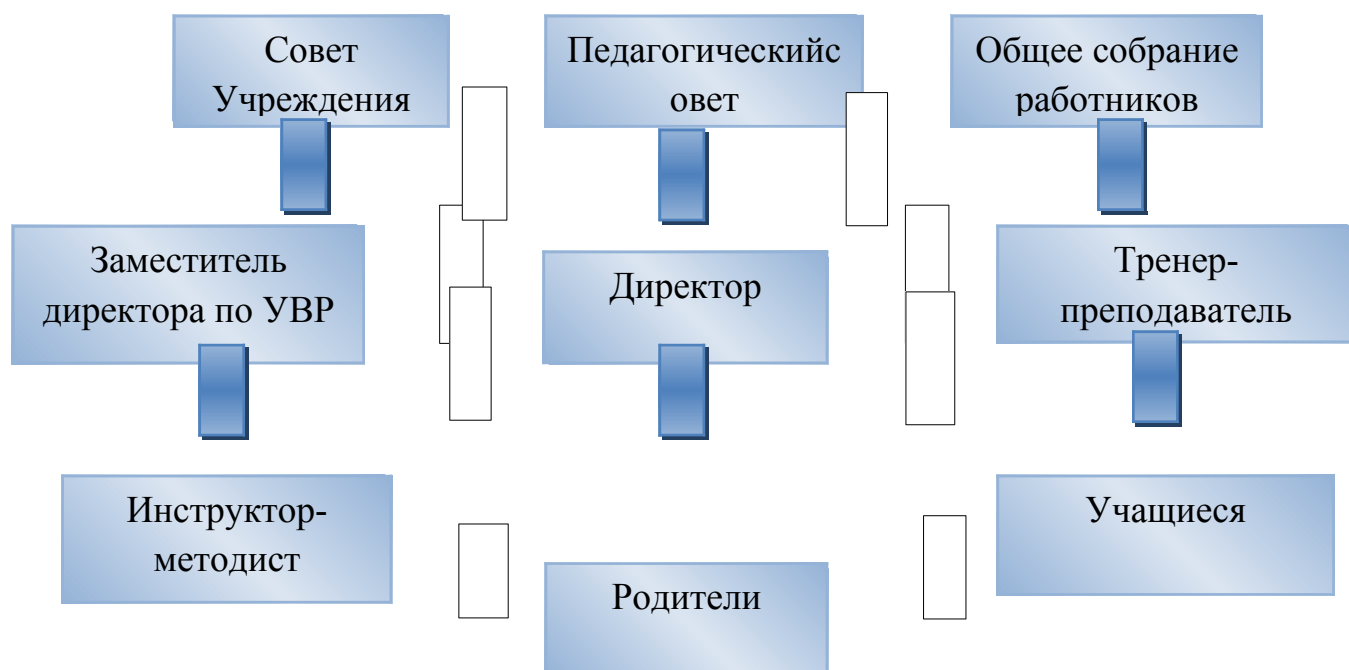 Совет
Учреждения
Педагогическийс
овет
Общее собрание
работников
Заместитель
директора по УВР
Директор
Тренер-
преподаватель
Инструктор-
методист
Родители
Учащиеся